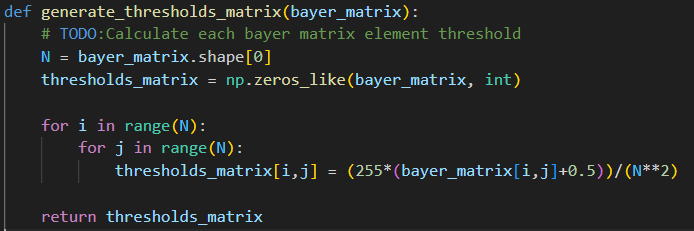 def generate_thresholds_matrix(bayer_matrix):
    # TODO:Calculate each bayer matrix element threshold
    N = bayer_matrix.shape[0]
    thresholds_matrix = np.zeros_like(bayer_matrix, int)

    for i in range(N):
        for j in range(N):
            thresholds_matrix[i,j] = (255*(bayer_matrix[i,j]+0.5))/(N**2)

    return thresholds_matrix